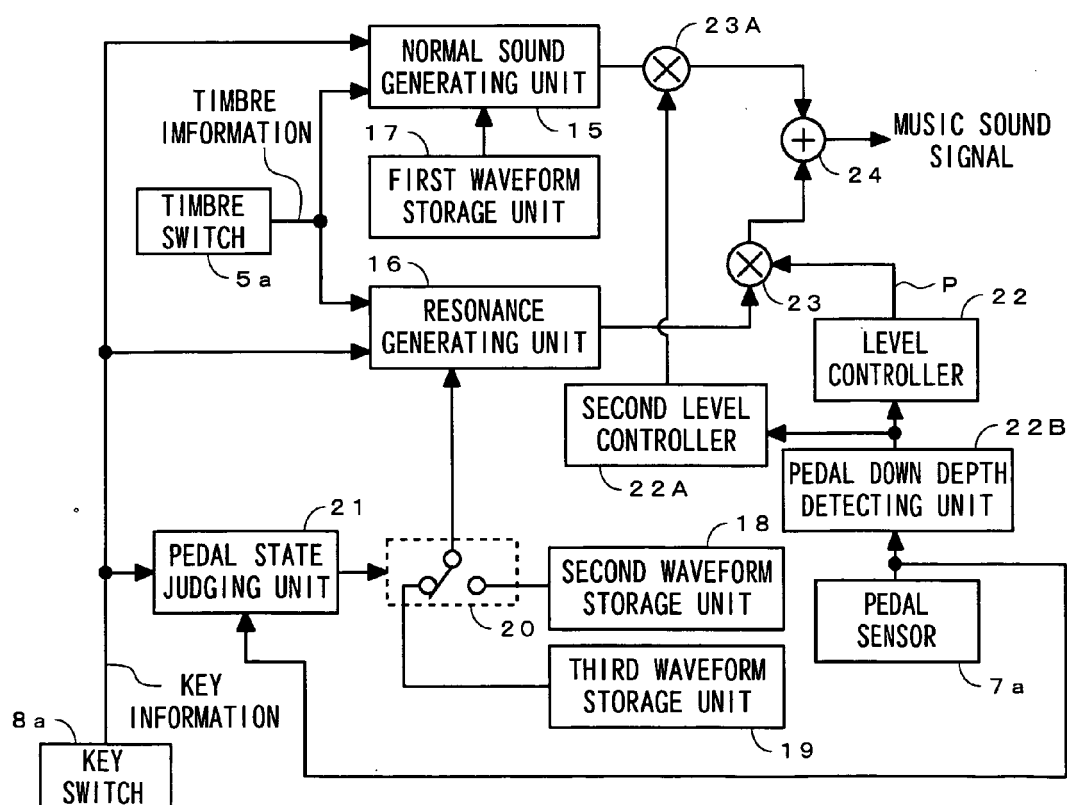 23A
NORMAL SOUND
GENERATING UNIT
15
TIMBRE
IMFORMATION
17
FIRST WAVEFORM
STORAGE UNIT
24
MUSIC SOUND
SIGNAL
TIMBRE
SWITCH
5a
16
RESONANCE
GENERATING UNIT
23
P
22
LEVEL
CONTROLLER
SECOND LEVEL
CONTROLLER
22A
22B
PEDAL DOWN DEPTH
DETECTING UNIT
21
PEDAL STATE
JUDGING UNIT
20
18
SECOND WAVEFORM
STORAGE UNIT
PEDAL
SENSOR
7a
THIRD WAVEFORM
STORAGE UNIT
19
KEY
INFORMATION
8a
KEY
SWITCH